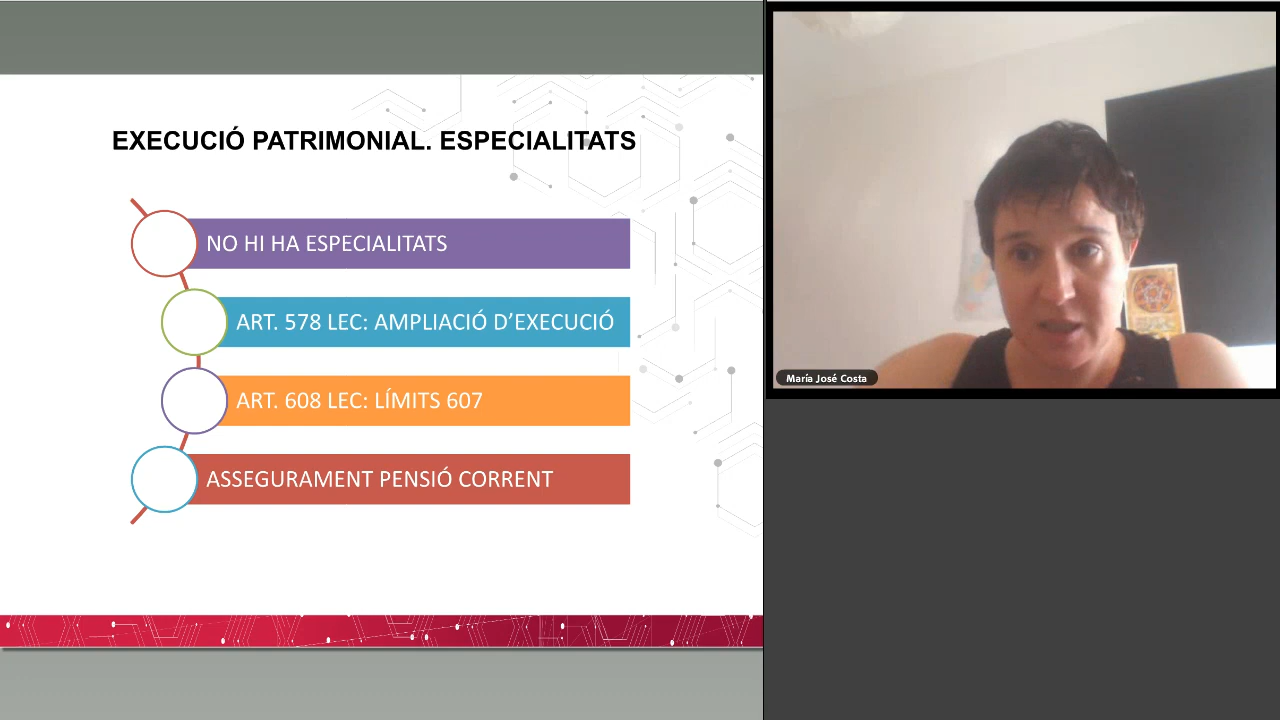 EXECUCIÓ PATRIMONIAL. ESPECIALITATS
NO HI HA ESPECIALITATS
ART. 578 LEC: AMPLIACIÓ D’EXECUCIÓ
ART. 608 LEC: LÍMITS 607
ASSEGURAMENT PENSIÓ CORRENT
María José Costa